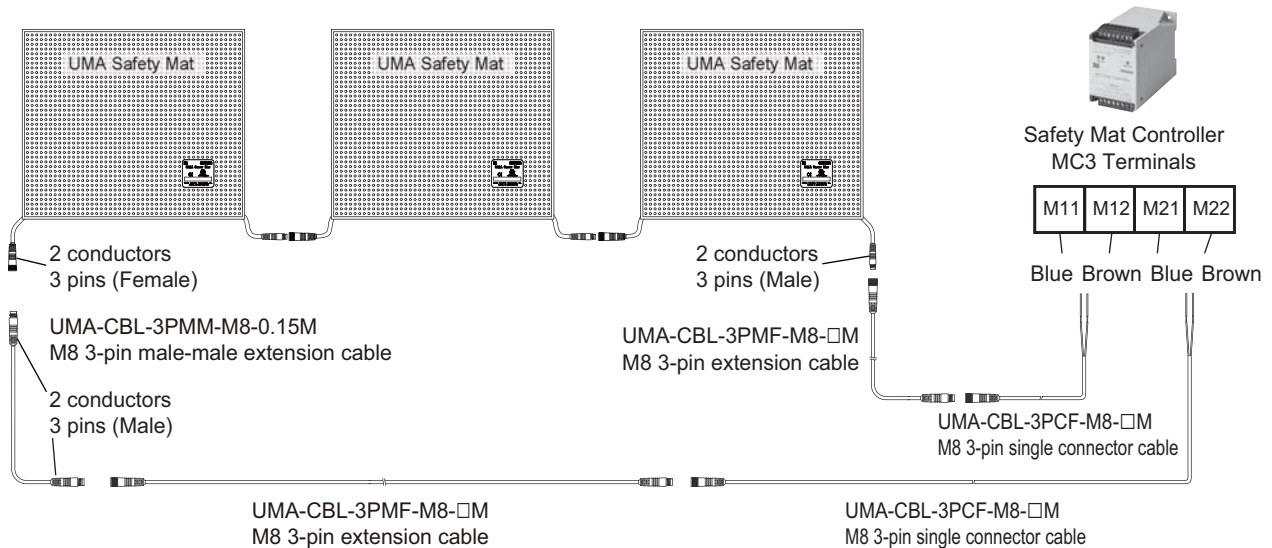 UMA Safety Mat
UMA Safety Mat
UMA Safety Mat
Safety Mat Controller
MC3 Terminals
M11 M12 M21 M22
Blue Brown Blue Brown
2 conductors
3 pins (Female)
2 conductors
3 pins (Male)
UMA-CBL-3PMM-M8-0.15M
M8 3-pin male-male extension cable
UMA-CBL-3PMF-M8-□M
M8 3-pin extension cable
2 conductors
3 pins (Male)
UMA-CBL-3PCF-M8-□M
M8 3-pin single connector cable
UMA-CBL-3PMF-M8-□M
M8 3-pin extension cable
UMA-CBL-3PCF-M8-□M
M8 3-pin single connector cable